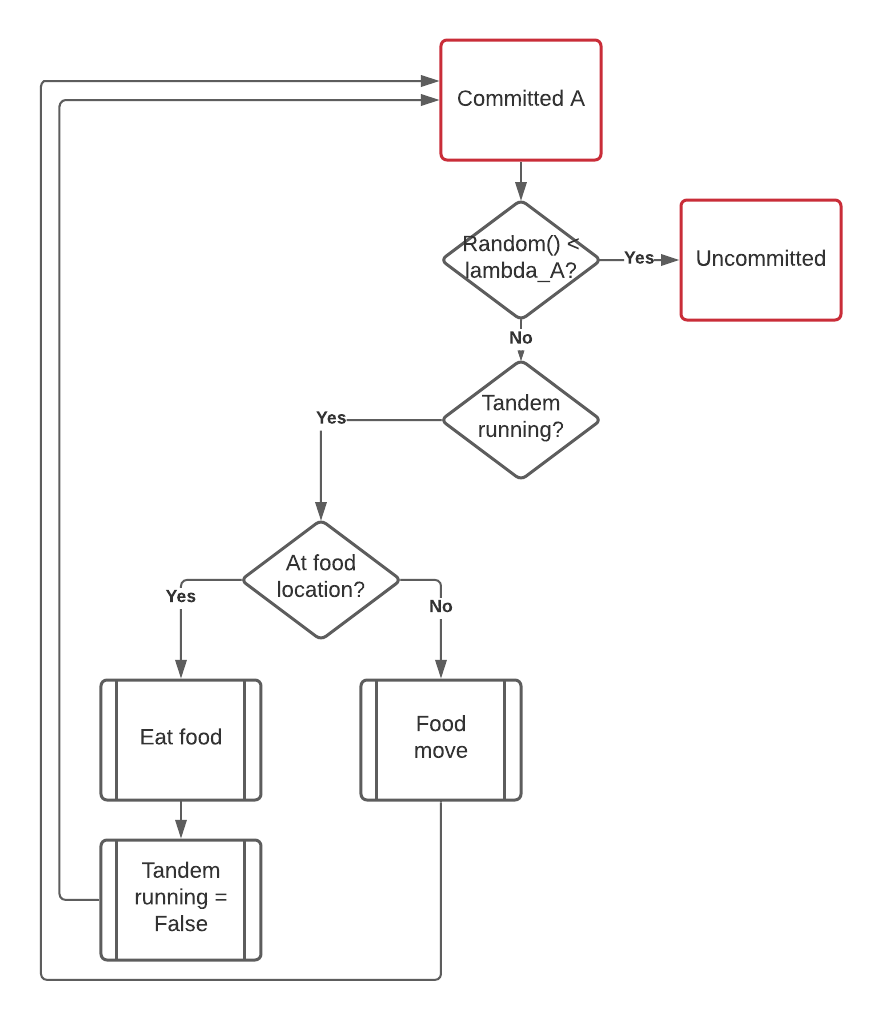 Committed A
Random() <
lambda_A?
Yes
Uncommitted
No
Tandem
running?
Yes
At food
location?
Yes
No
Eat food
Food
move
Tandem
running =
False